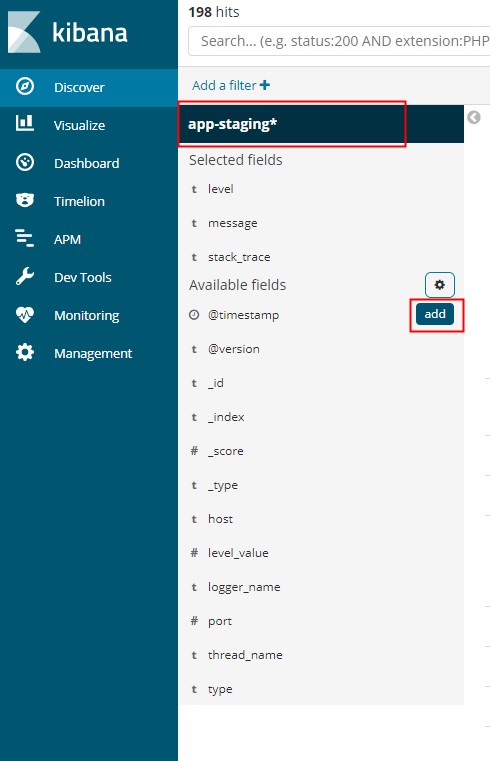 kibana
Discover
Visualize
Dashboard
Timelion
APM
Dev Tools
Monitoring
Management
198 hits
Search... (e.g. status:200 AND extension:PHP
Add a filter +
app-staging*
Selected fields
t level
t message
t stack_trace
Available fields
@timestamp add
t @version
t _id
t _index
# _score
t _type
t host
# level_value
t logger_name
# port
t thread_name
t type